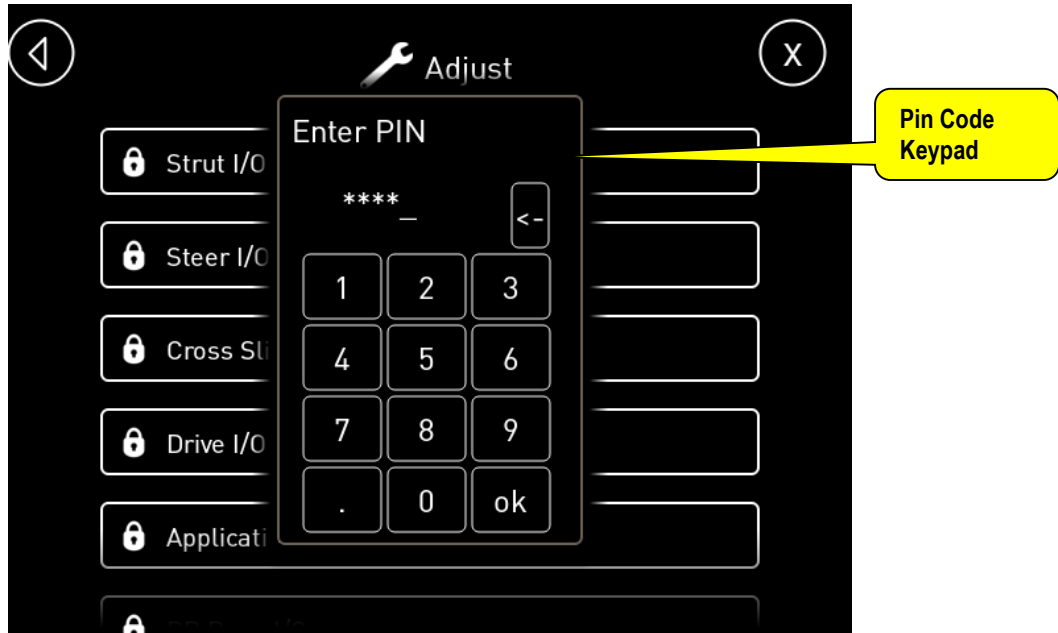 Adjust
X
Enter PIN
****_
<-
1 2 3
4 5 6
7 8 9
. 0 ok
Strut I/O
Steer I/O
Cross Sli
Drive I/O
Applicati
Pin Code
Keypad